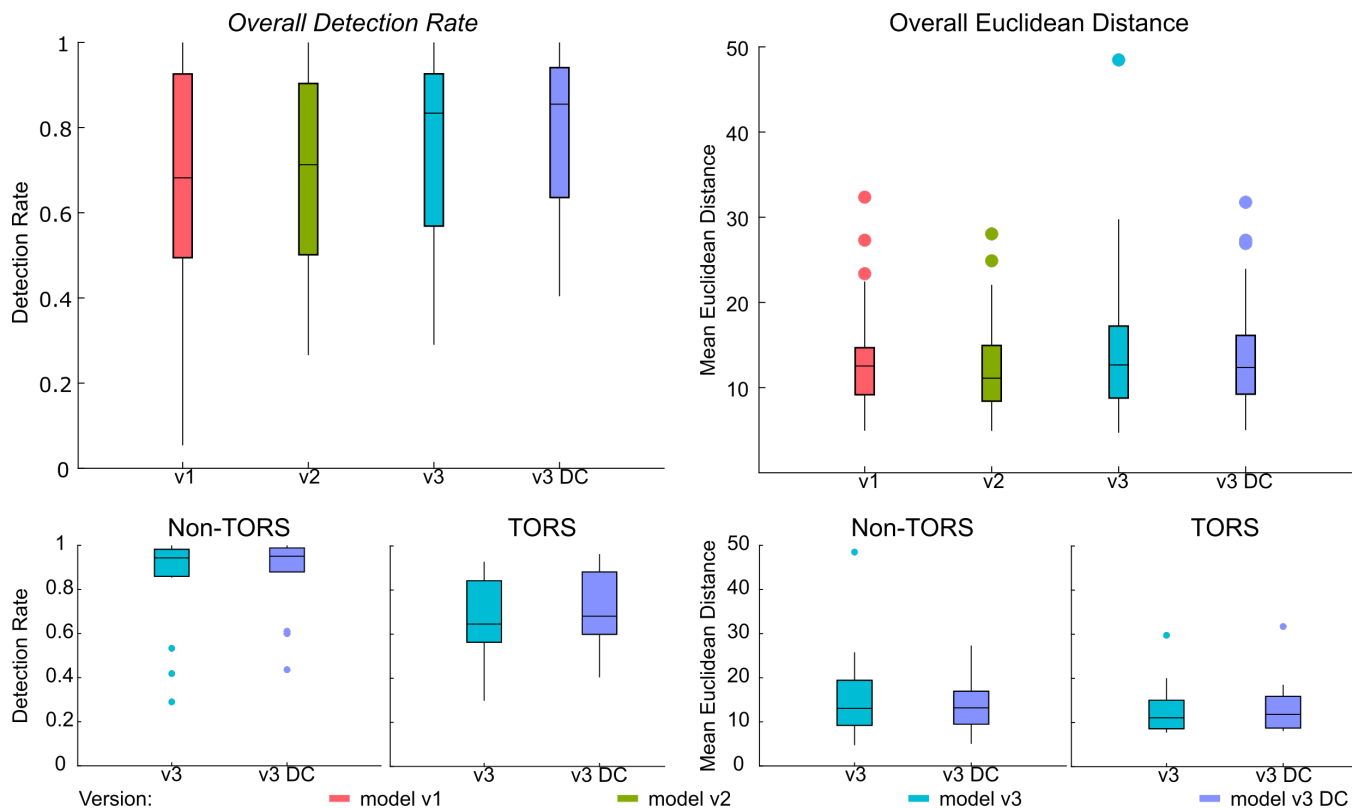 Overall Detection Rate
Detection Rate
1
0.8
0.6
0.4
0.2
0
v1 v2 v3 v3 DC
Overall Euclidean Distance
Mean Euclidean Distance
50
40
30
20
10
v1 v2 v3 v3 DC
Non-TORS
TORS
Detection Rate
1
0.8
0.6
0.4
0.2
0
v3 v3 DC
v3 v3 DC
Non-TORS
TORS
Mean Euclidean Distance
50
40
30
20
10
0
v3 v3 DC
v3 v3 DC
Version: model v1 model v2 model v3 model v3 DC